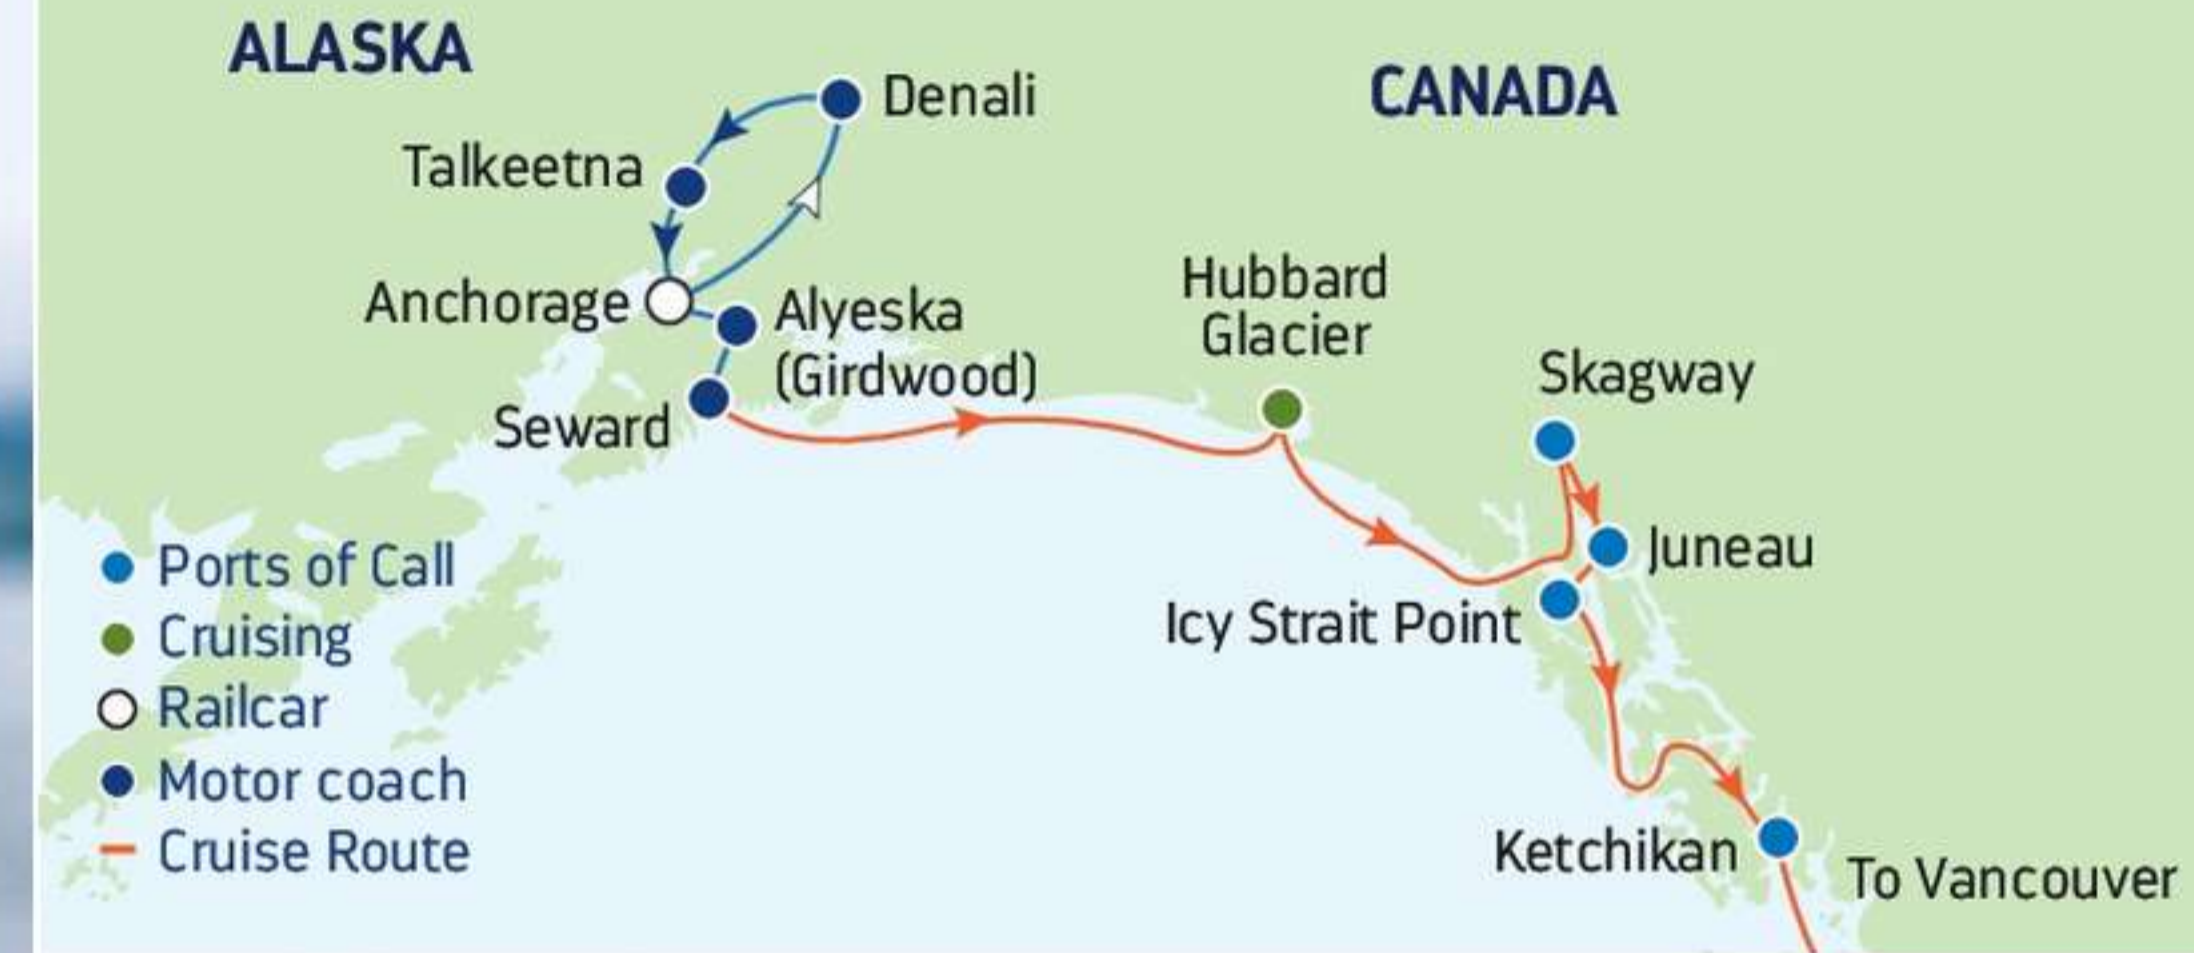 ALASKA
CANADA
Denali
Talkeetna
Anchorage
Alyeska
(Girdwood)
Seward
Hubbard
Glacier
Skagway
Juneau
Icy Strait Point
Ketchikan
To Vancouver
Ports of Call
Cruising
Railcar
Motor coach
Cruise Route